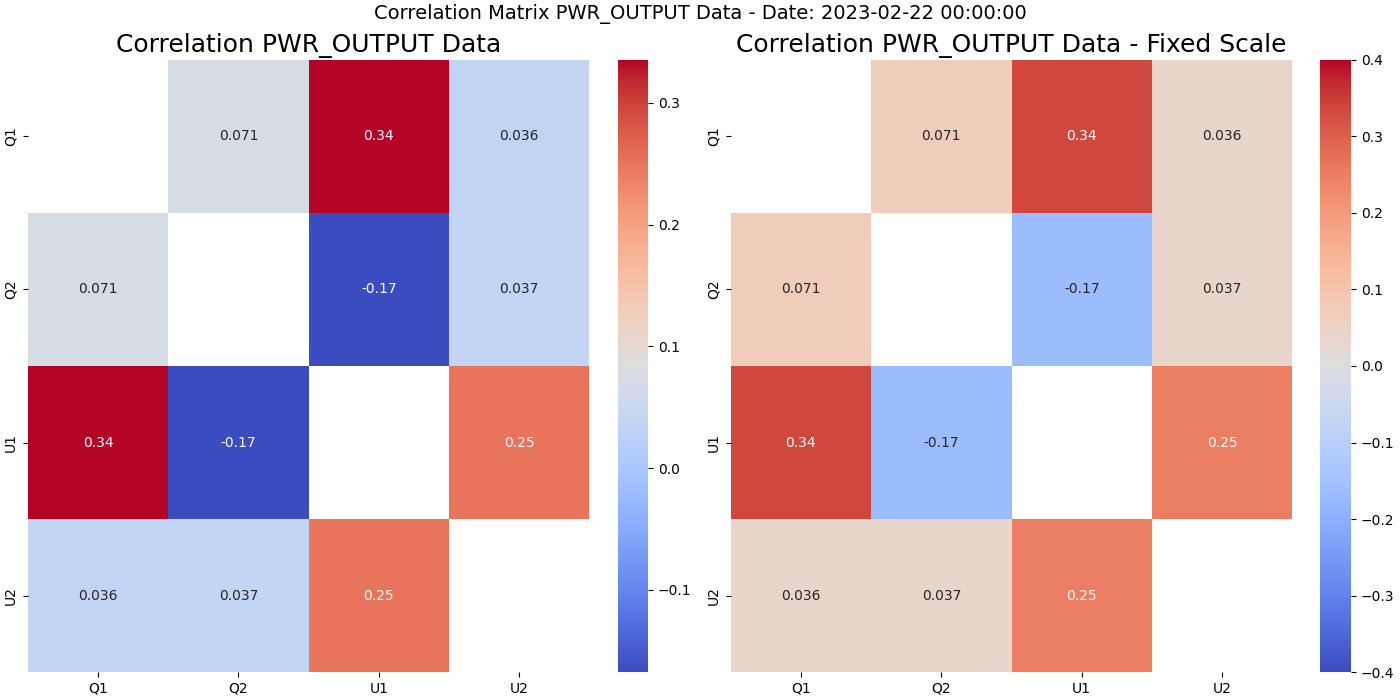 Correlation Matrix PWR_OUTPUT Data - Date: 2023-02-22 00:00:00
Correlation PWR_OUTPUT Data
Q1
0.071
0.34
0.036
Q2
0.071
-0.17
0.037
U1
0.34
-0.17
0.25
U2
0.036
0.037
0.25
Q1
Q2
U1
U2
0.3
0.2
0.1
0.0
−0.1
Correlation PWR_OUTPUT Data - Fixed Scale
Q1
0.071
0.34
0.036
Q2
0.071
-0.17
0.037
U1
0.34
-0.17
0.25
U2
0.036
0.037
0.25
Q1
Q2
U1
U2
0.4
0.3
0.2
0.1
0.0
−0.1
−0.2
−0.3
−0.4